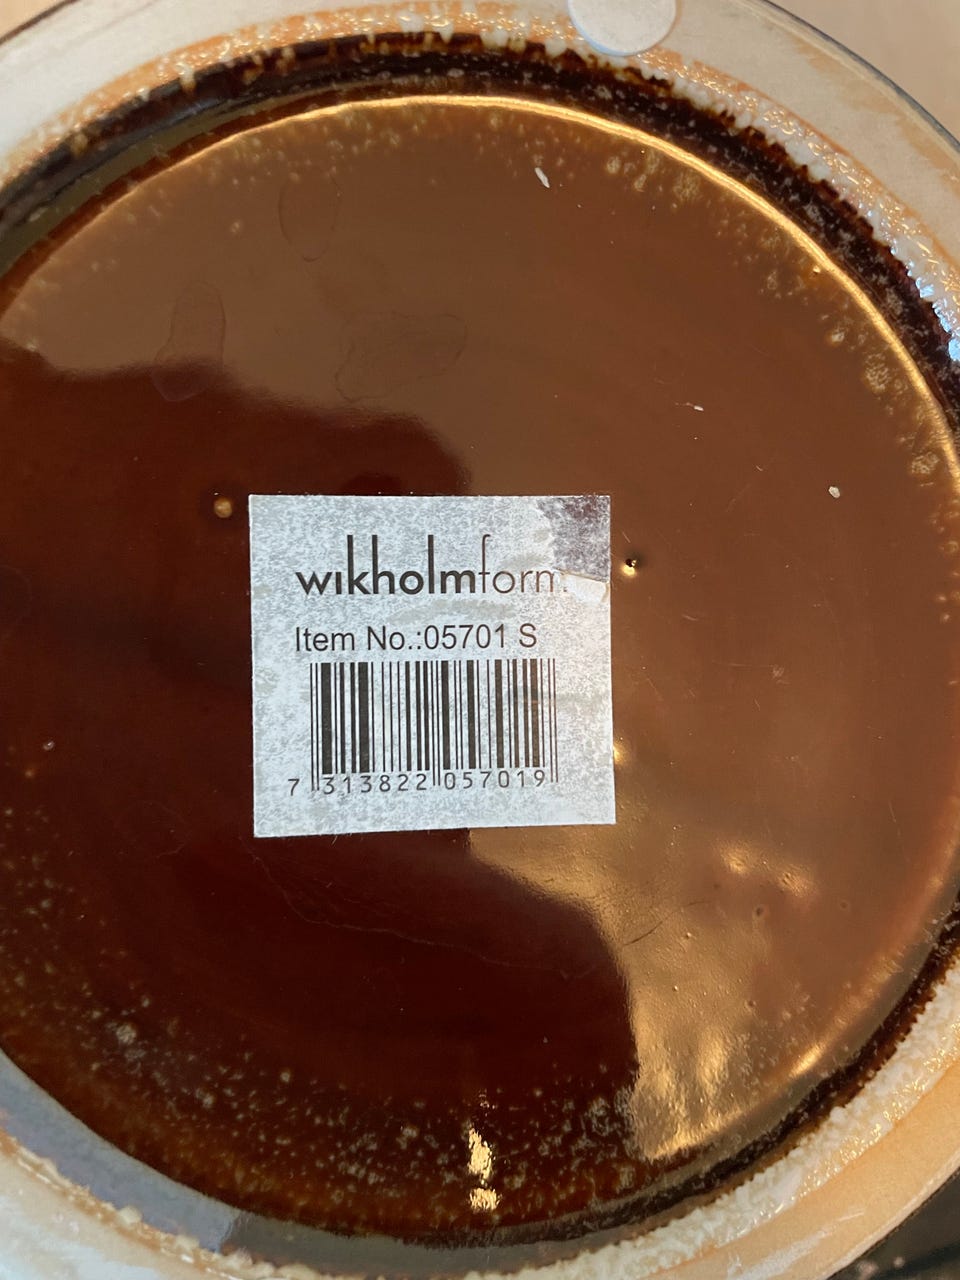 wikholmform.
Item No.:05701 S
7 313822 057019